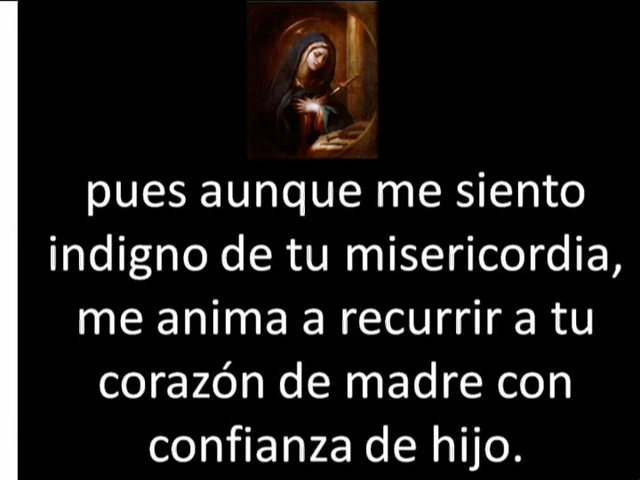 pues aunque me siento
indigno de tu misericordia,
me anima a recurrir a tu
corazón de madre con
confianza de hijo.